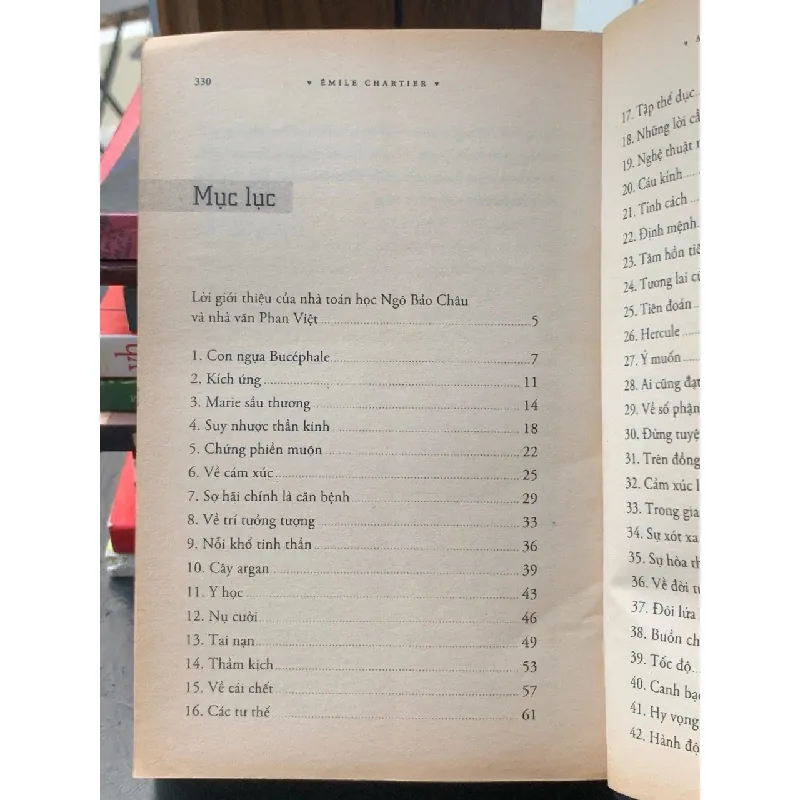 330
♥ ÉMILE CHARTIER ♥
Mục lục
Lời giới thiệu của nhà toán học Ngô Bảo Châu
và nhà văn Phan Việt 5
1. Con ngựa Bucéphale 7
2. Kích ứng 11
3. Marie sầu thương 14
4. Suy nhược thần kinh 18
5. Chứng phiền muộn 22
6. Về cảm xúc 25
7. Sợ hãi chính là căn bệnh 29
8. Về trí tưởng tượng 33
9. Nỗi khổ tinh thần 36
10. Cây argan 39
11. Y học 43
12. Nụ cười 46
13. Tai nạn 49
14. Thảm kịch 53
15. Về cái chết 57
16. Các tư thế 61
17. Tập thể dục
18. Những lời
19. Nghệ thuật
20. Cáu kỉnh
21. Tính cách
22. Định mệnh
23. Tâm hồn
24. Tương lai
25. Tiên đoán
26. Hercule
27. Ý muốn
28. Ai cũng đạt
29. Về số phận
30. Đừng
31. Trên đồng
32. Cảm xúc
33. Trong
34. Sự xót xa
35. Sự hòa
36. Về đời
37. Đôi lứa
38. Buồn
39. Tốc độ
40. Canh
41. Hy vọng
42. Hành